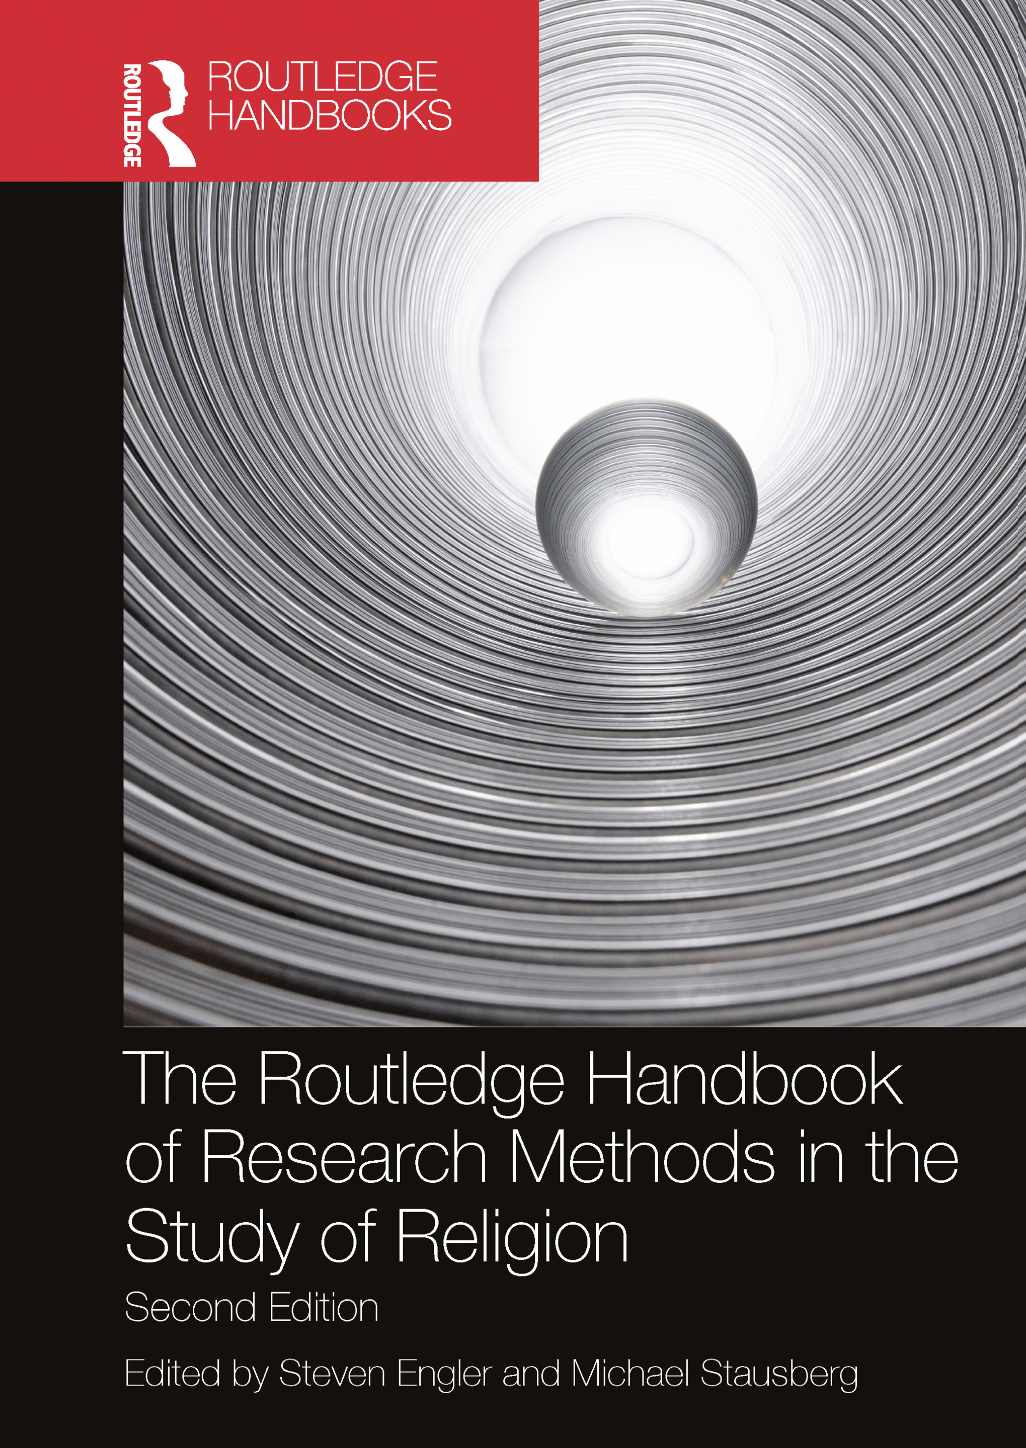 ROUTLEDGE
ROUTLEDGE
HANDBOOKS
The Routledge Handbook
of Research Methods in the
Study of Religion
Second Edition
Edited by Steven Engler and Michael Stausberg